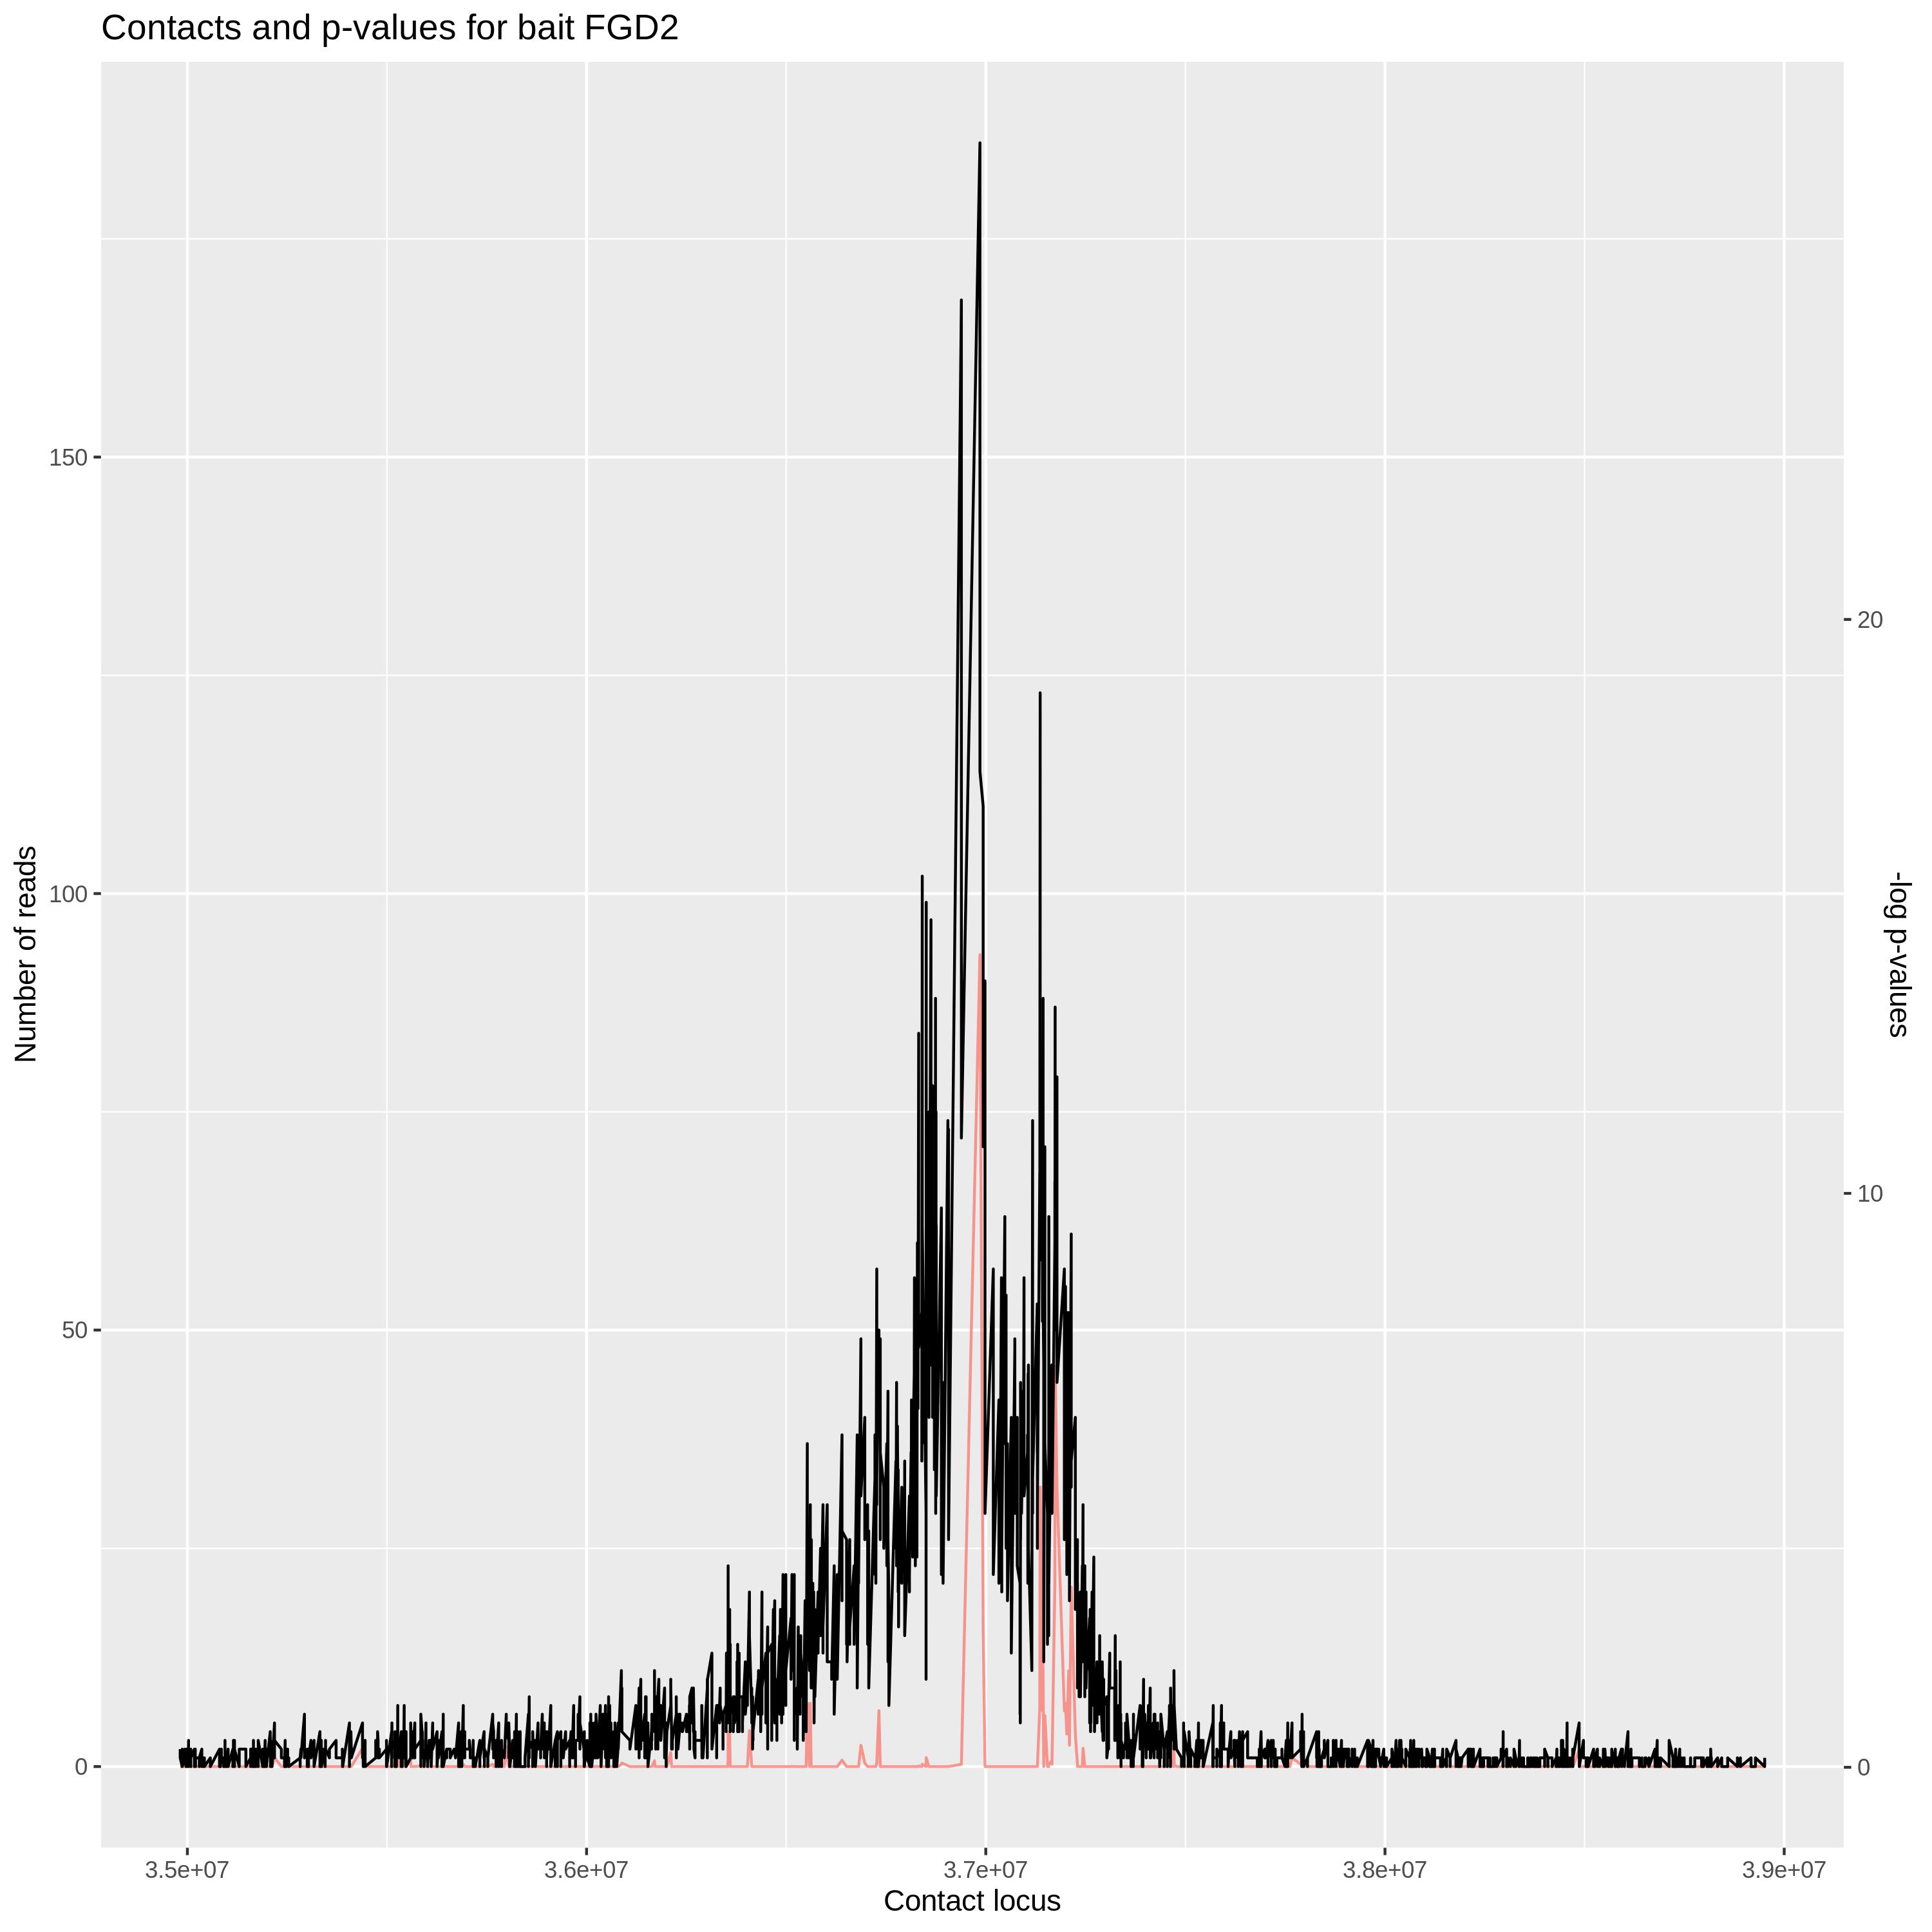 Contacts and p-values for bait FGD2
Number of reads
150
100
50
0
20
10
0
-log p-values
3.5e+07 3.6e+07 3.7e+07 3.8e+07 3.9e+07
Contact locus